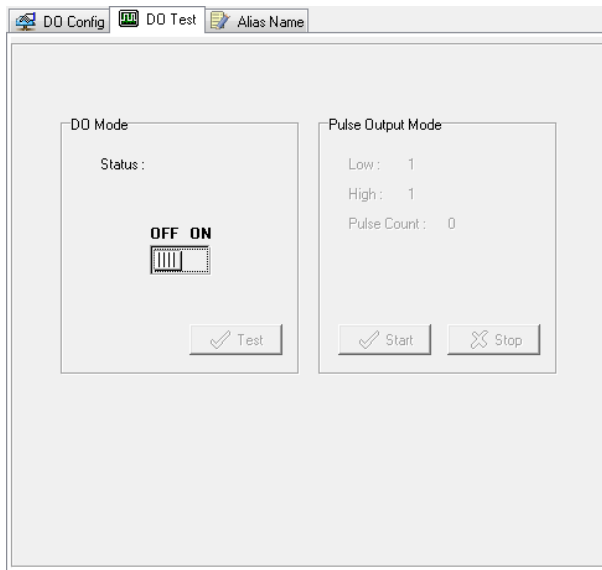 DO Config DO Test Alias Name
DO Mode
Status :
OFF ON
Test
Pulse Output Mode
Low : 1
High : 1
Pulse Count : 0
Start Stop